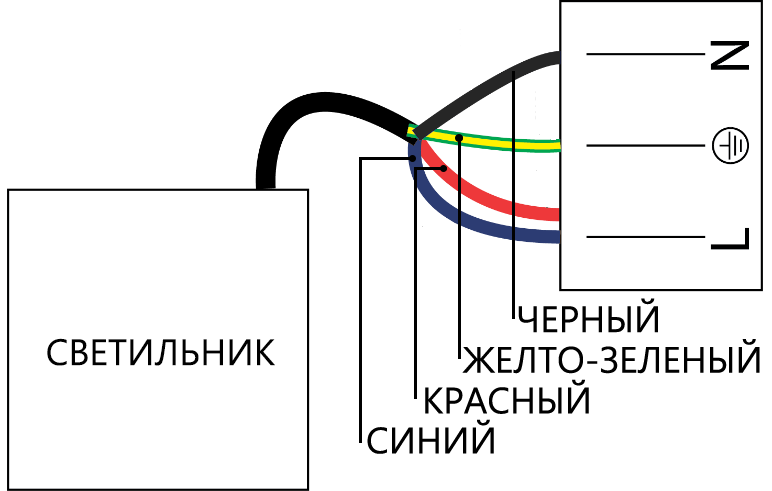 N
L
ЧЕРНЫЙ
СВЕТИЛЬНИК
ЖЕЛТО-ЗЕЛЕНЫЙ
КРАСНЫЙ
СИНИЙ